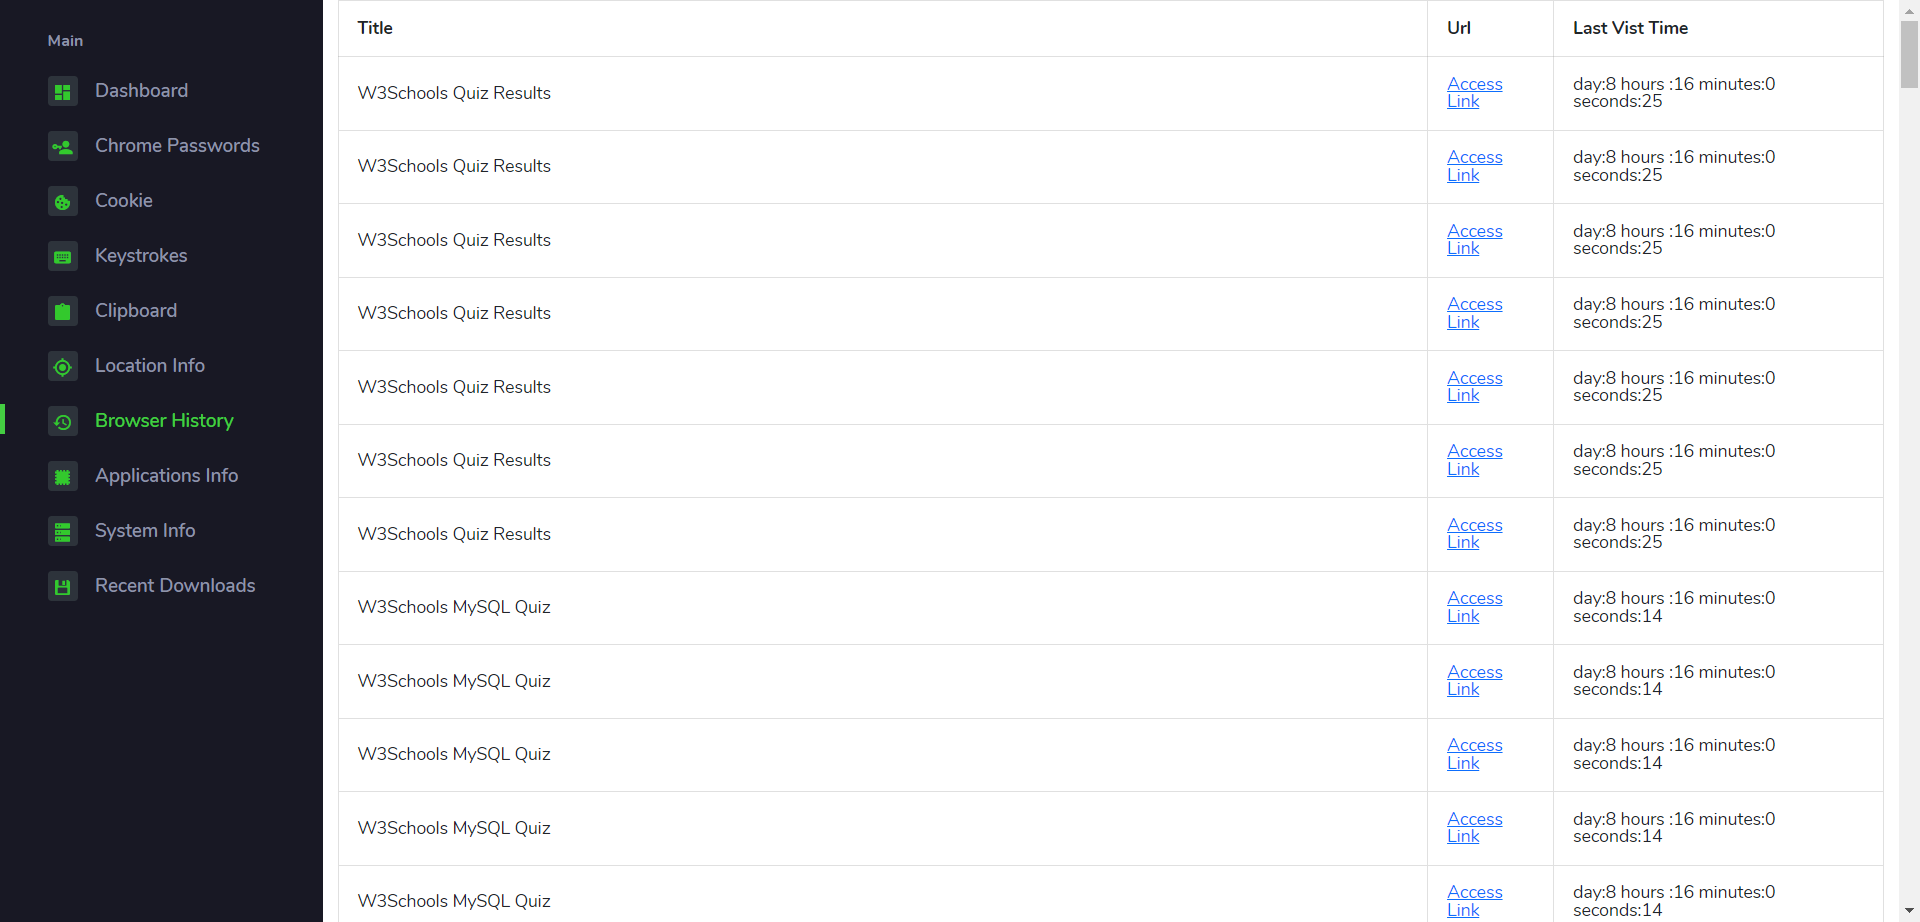 Main
Dashboard
Chrome Passwords
Cookie
Keystrokes
Clipboard
Location Info
Browser History
Applications Info
System Info
Recent Downloads
Title Url Last Vist Time
W3Schools Quiz Results Access Link day:8 hours :16 minutes:0
seconds:25
W3Schools Quiz Results Access Link day:8 hours :16 minutes:0
seconds:25
W3Schools Quiz Results Access Link day:8 hours :16 minutes:0
seconds:25
W3Schools Quiz Results Access Link day:8 hours :16 minutes:0
seconds:25
W3Schools Quiz Results Access Link day:8 hours :16 minutes:0
seconds:25
W3Schools Quiz Results Access Link day:8 hours :16 minutes:0
seconds:25
W3Schools Quiz Results Access Link day:8 hours :16 minutes:0
seconds:25
W3Schools MySQL Quiz Access Link day:8 hours :16 minutes:0
seconds:14
W3Schools MySQL Quiz Access Link day:8 hours :16 minutes:0
seconds:14
W3Schools MySQL Quiz Access Link day:8 hours :16 minutes:0
seconds:14
W3Schools MySQL Quiz Access Link day:8 hours :16 minutes:0
seconds:14
W3Schools MySQL Quiz Access Link day:8 hours :16 minutes:0
seconds:14